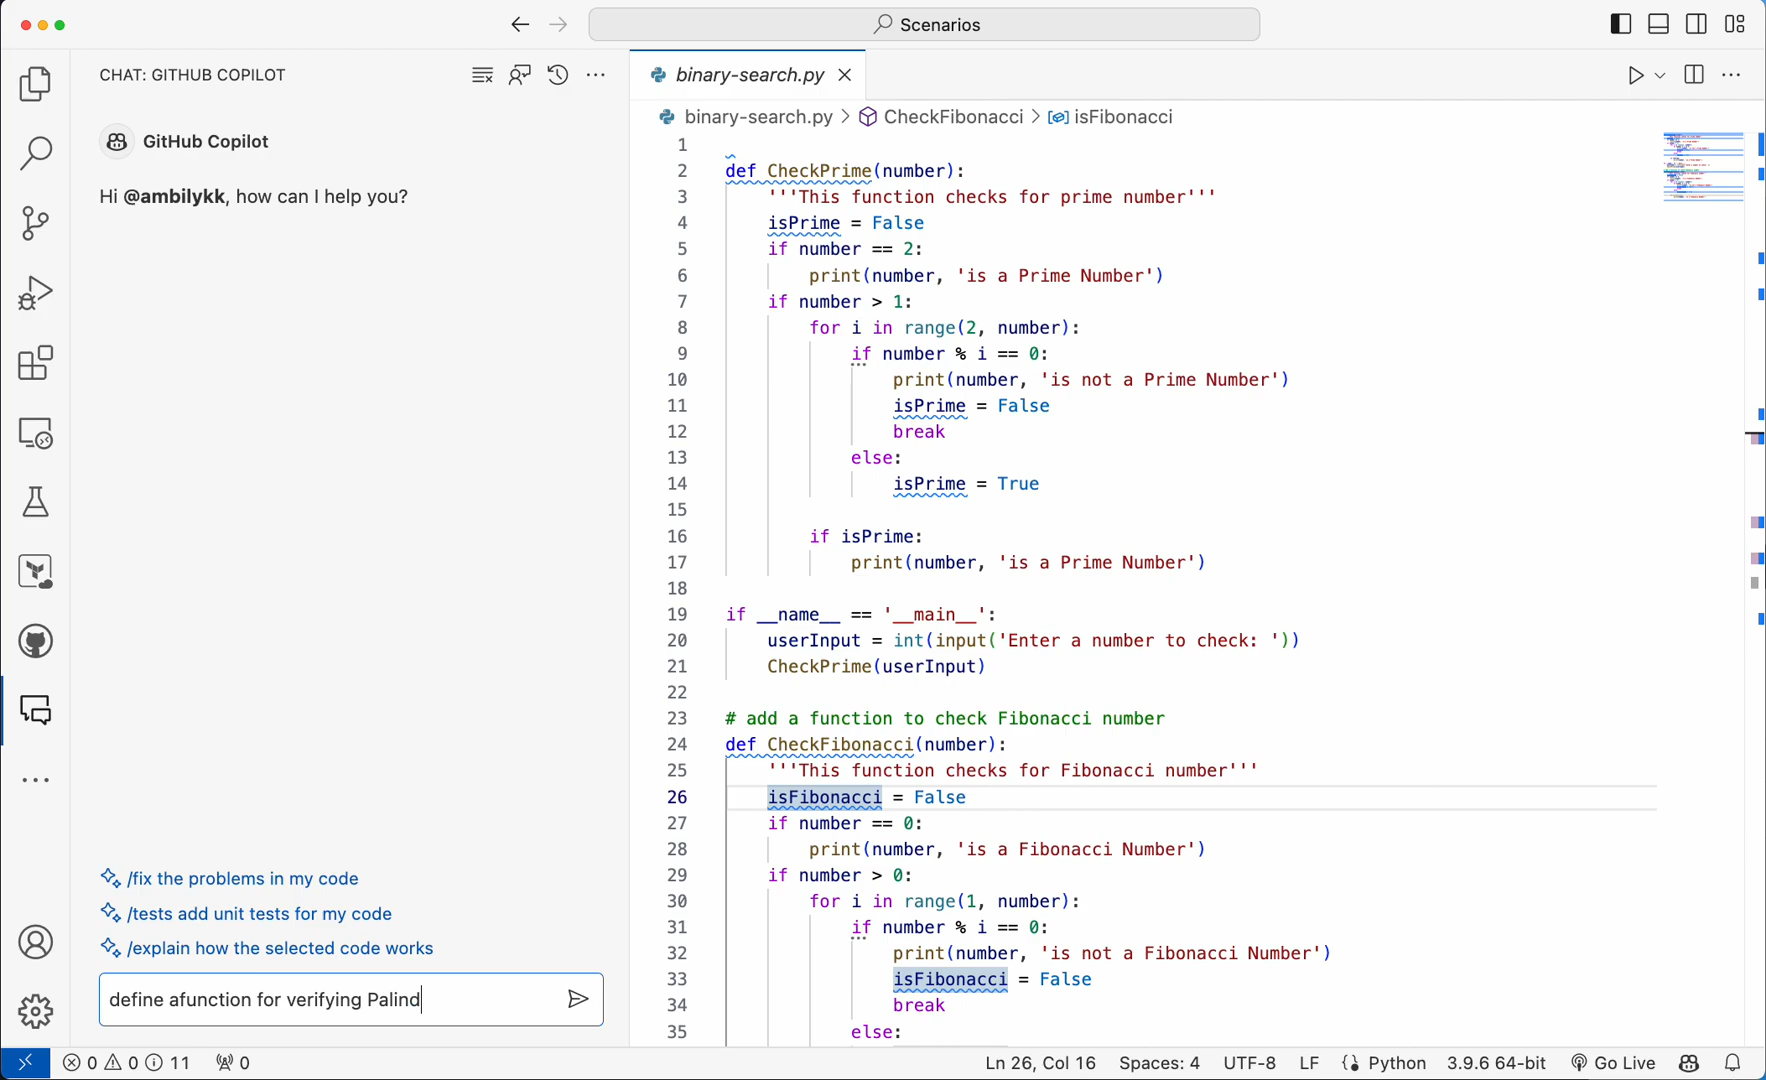 Scenarios
CHAT: GITHUB COPILOT
GitHub Copilot
Hi @ambilykk, how can I help you?
/fix the problems in my code
/tests add unit tests for my code
/explain how the selected code works
define afunction for verifying Palind
binary-search.py
binary-search.py > CheckFibonacci > isFibonacci
1
2 def CheckPrime(number):
3 '''This function checks for prime number'''
4 isPrime = False
5 if number == 2:
6 print(number, 'is a Prime Number')
7 if number > 1:
8 for i in range(2, number):
9 if number % i == 0:
10 print(number, 'is not a Prime Number')
11 isPrime = False
12 break
13 else:
14 isPrime = True
15
16 if isPrime:
17 print(number, 'is a Prime Number')
18
19 if __name__ == '__main__':
20 userInput = int(input('Enter a number to check: '))
21 CheckPrime(userInput)
22
23 # add a function to check Fibonacci number
24 def CheckFibonacci(number):
25 '''This function checks for Fibonacci number'''
26 isFibonacci = False
27 if number == 0:
28 print(number, 'is a Fibonacci Number')
29 if number > 0:
30 for i in range(1, number):
31 if number % i == 0:
32 print(number, 'is not a Fibonacci Number')
33 isFibonacci = False
34 break
35 else:
0 0 11 0 Ln 26, Col 16 Spaces: 4 UTF-8 LF Python 3.9.6 64-bit Go Live